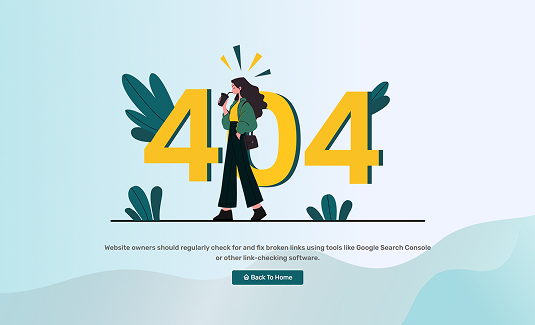 404
Website owners should regularly check for and fix broken links using tools like Google Search Console
or other link-checking software.
Back To Home